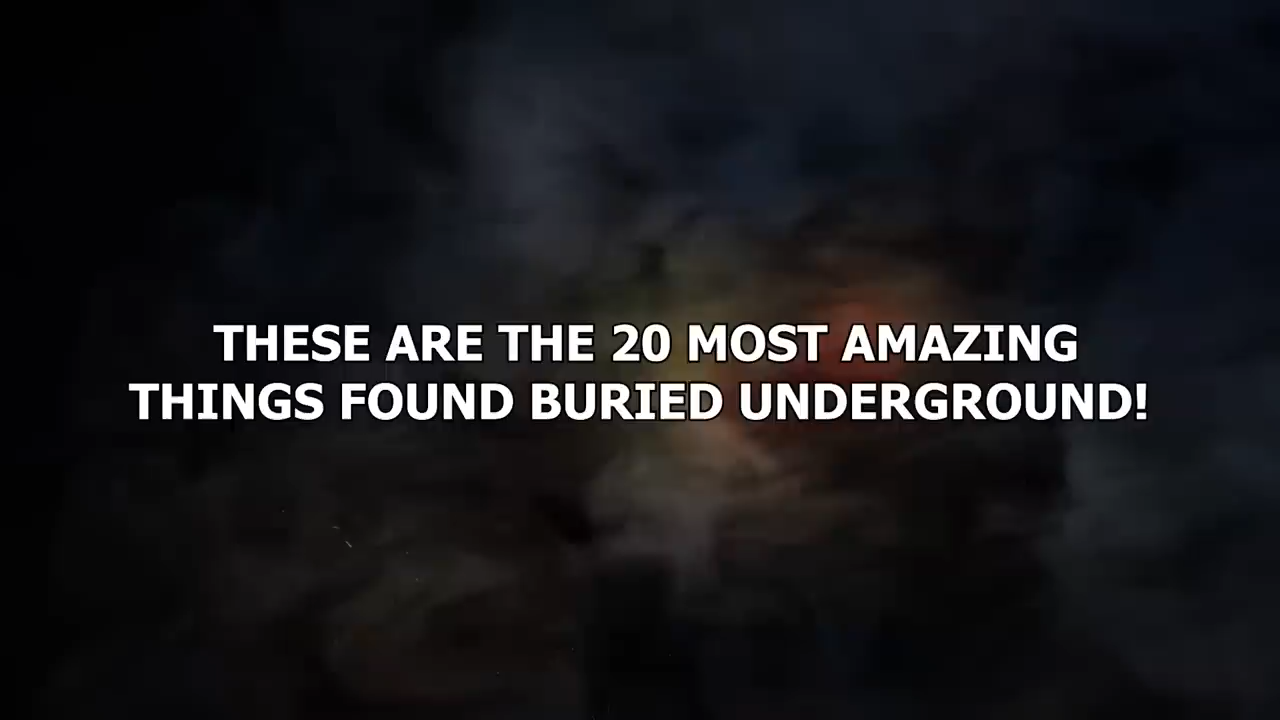 THESE ARE THE 20 MOST AMAZING
THINGS FOUND BURIED UNDERGROUND!